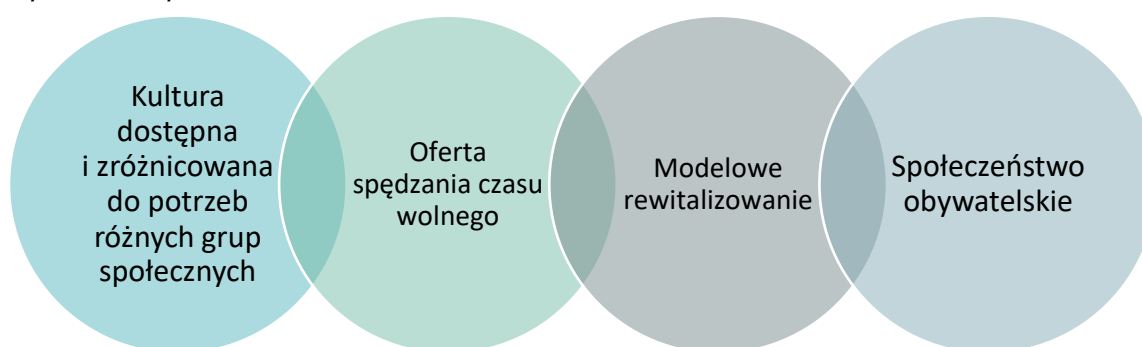 Kultura
dostępna
i zróżnicowana
do potrzeb
różnych grup
społecznych
Oferta
spędzania czasu
wolnego
Modelowe
rewitalizowanie
Społeczeństwo
obywatelskie